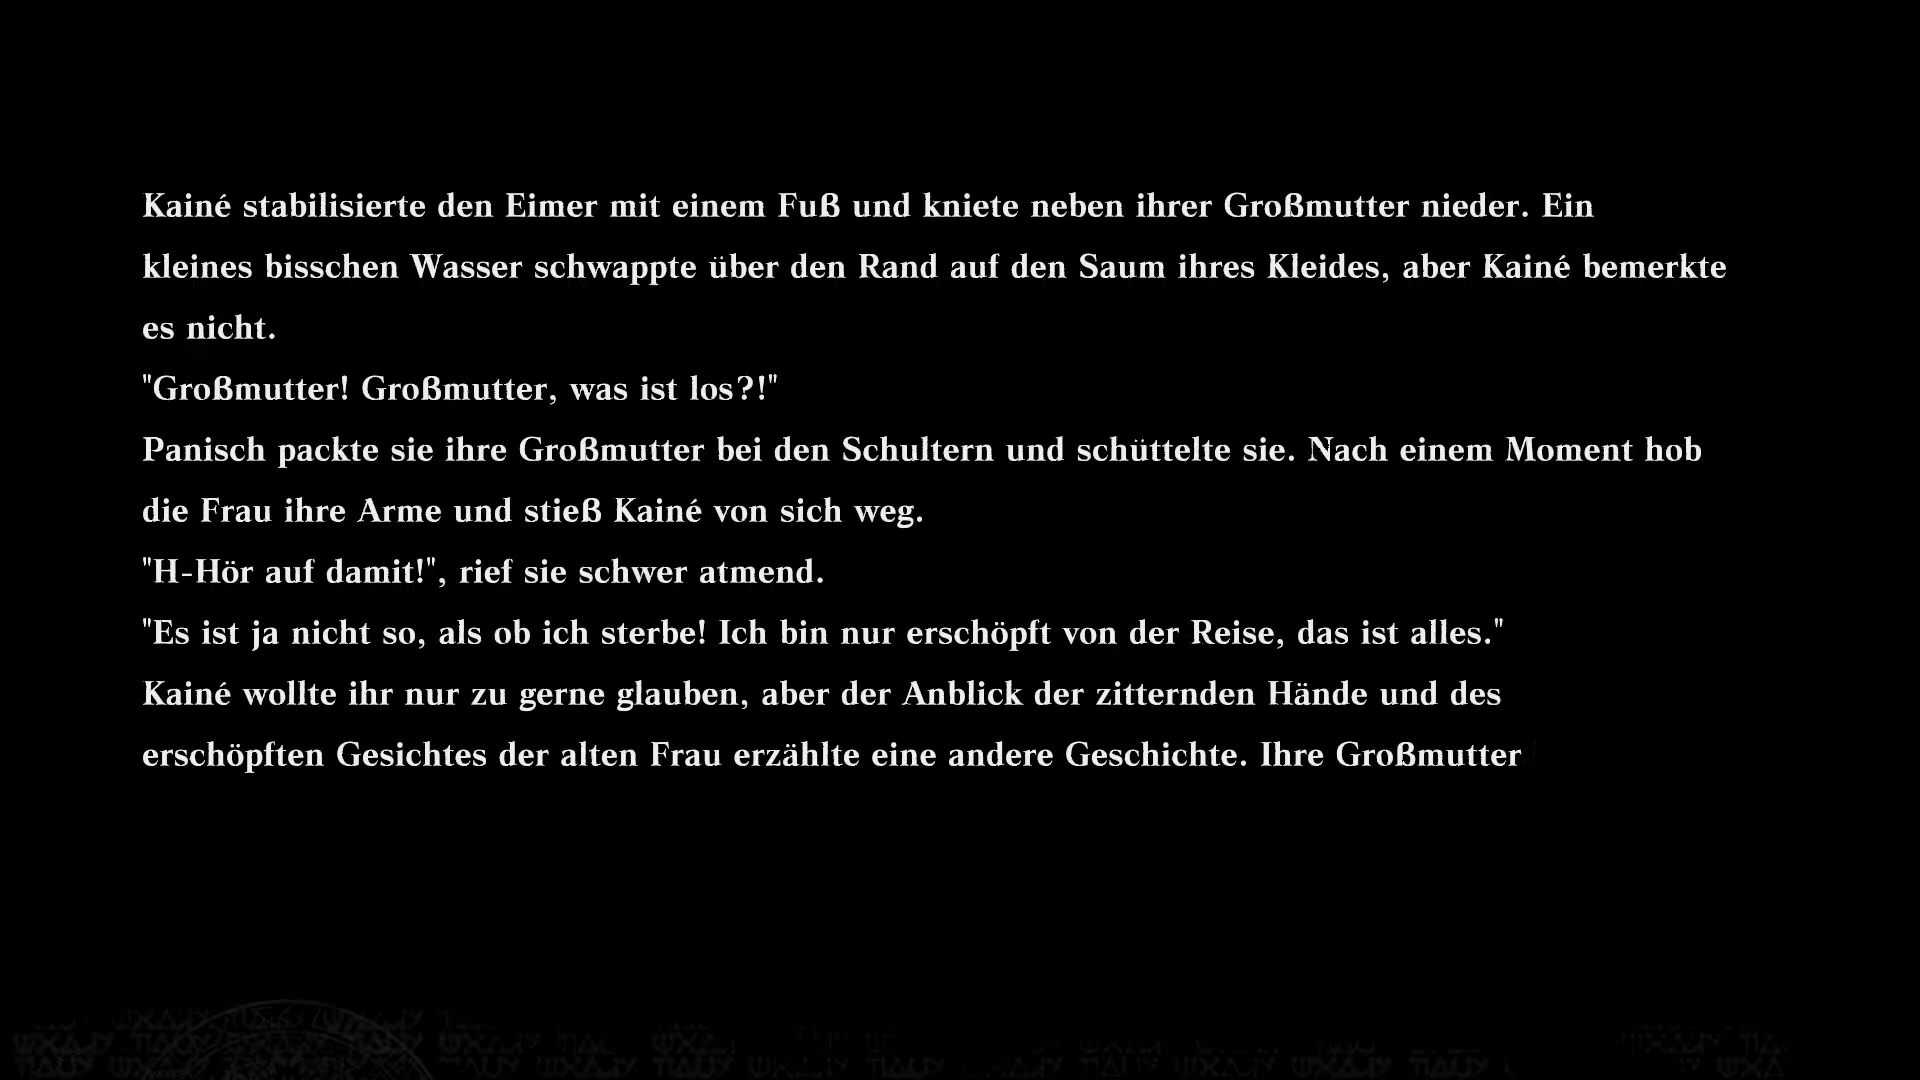 Kainé stabilisierte den Eimer mit einem Fuß und kniete neben ihrer Großmutter nieder. Ein
kleines bisschen Wasser schwappte über den Rand auf den Saum ihres Kleides, aber Kainé bemerkte
es nicht.
"Großmutter! Großmutter, was ist los?!"
Panisch packte sie ihre Großmutter bei den Schultern und schüttelte sie. Nach einem Moment hob
die Frau ihre Arme und stieß Kainé von sich weg.
"H-Hör auf damit!", rief sie schwer atmend.
"Es ist ja nicht so, als ob ich sterbe! Ich bin nur erschöpft von der Reise, das ist alles."
Kainé wollte ihr nur zu gerne glauben, aber der Anblick der zitternden Hände und des
erschöpften Gesichtes der alten Frau erzählte eine andere Geschichte. Ihre Großmutter